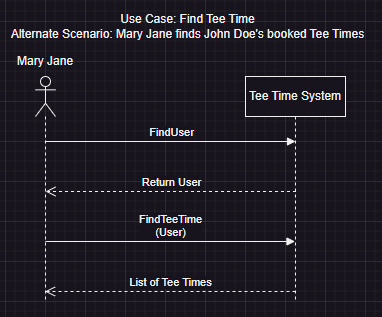 Use Case: Find Tee Time
Alternate Scenario: Mary Jane finds John Doe's booked Tee Times
Mary Jane
Tee Time System
FindUser
Return User
FindTeeTime
(User)
List of Tee Times